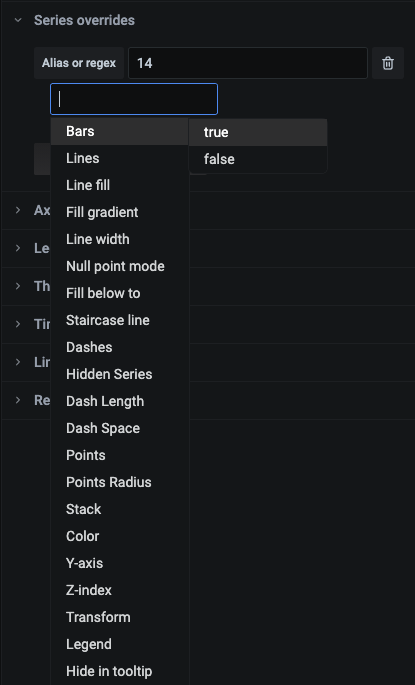 Series overrides
Alias or regex 14
Bars true
Lines false
Line fill
Ax
Fill gradient
Le
Line width
Null point mode
Th
Fill below to
Tin
Staircase line
Dashes
Lin
Hidden Series
Re
Dash Length
Dash Space
Points
Points Radius
Stack
Color
Y-axis
Z-index
Transform
Legend
Hide in tooltip